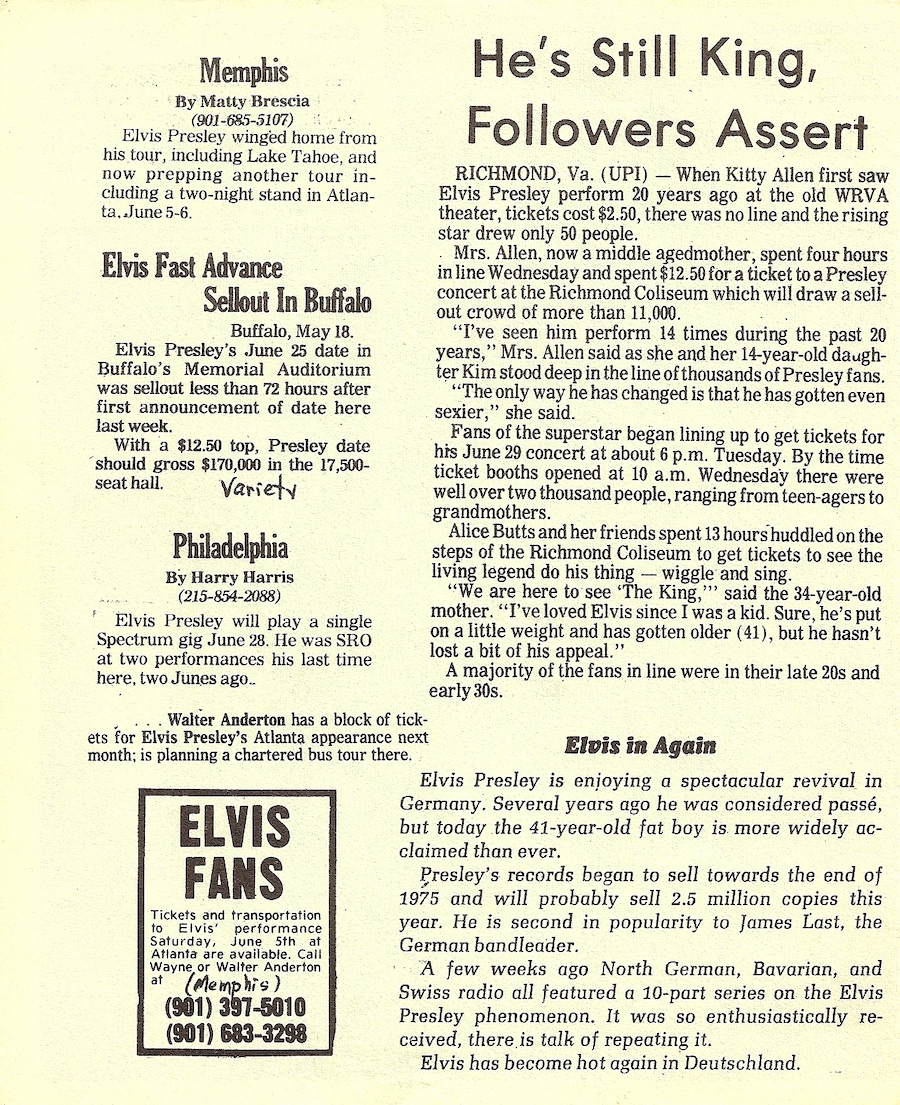 Memphis
By Matty Brescia
(901-685-5107)
Elvis Presley winged home from
his tour, including Lake Tahoe, and
now prepping another tour in-
cluding a two-night stand in Atlan-
ta, June 5-6.
Elvis Fast Advance
Sellout In Buffalo
Buffalo, May 18.
Elvis Presley's June 25 date in
Buffalo's Memorial Auditorium
was sellout less than 72 hours after
first announcement of date here
last week.
With a $12.50 top, Presley date
should gross $170,000 in the 17,500-
seat hall.
Variety
Philadelphia
By Harry Harris
(215-854-2088)
Elvis Presley will play a single
Spectrum gig June 28. He was SRO
at two performances his last time
here, two Junes ago.
. . . Walter Anderton has a block of tick-
ets for Elvis Presley's Atlanta appearance next
month; is planning a chartered bus tour there.
ELVIS
FANS
Tickets and transportation
to Elvis' performance
Saturday, June 5th at
Atlanta are available. Call
Wayne or Walter Anderton
at (Memphis)
(901) 397-5010
(901) 683-3298
He's Still King,
Followers Assert
RICHMOND, Va. (UPI) — When Kitty Allen first saw
Elvis Presley perform 20 years ago at the old WRVA
theater, tickets cost $2.50, there was no line and the rising
star drew only 50 people.
Mrs. Allen, now a middle agedmother, spent four hours
in line Wednesday and spent $12.50 for a ticket to a Presley
concert at the Richmond Coliseum which will draw a sell-
out crowd of more than 11,000.
"I've seen him perform 14 times during the past 20
years," Mrs. Allen said as she and her 14-year-old daugh-
ter Kim stood deep in the line of thousands of Presley fans.
"The only way he has changed is that he has gotten even
sexier," she said.
Fans of the superstar began lining up to get tickets for
his June 29 concert at about 6 p.m. Tuesday. By the time
ticket booths opened at 10 a.m. Wednesday there were
well over two thousand people, ranging from teen-agers to
grandmothers.
Alice Butts and her friends spent 13 hours huddled on the
steps of the Richmond Coliseum to get tickets to see the
living legend do his thing — wiggle and sing.
"We are here to see 'The King,'" said the 34-year-old
mother. "I've loved Elvis since I was a kid. Sure, he's put
on a little weight and has gotten older (41), but he hasn't
lost a bit of his appeal."
A majority of the fans in line were in their late 20s and
early 30s.
Elvis in Again
Elvis Presley is enjoying a spectacular revival in
Germany. Several years ago he was considered passé,
but today the 41-year-old fat boy is more widely ac-
claimed than ever.
Presley's records began to sell towards the end of
1975 and will probably sell 2.5 million copies this
year. He is second in popularity to James Last, the
German bandleader.
A few weeks ago North German, Bavarian, and
Swiss radio all featured a 10-part series on the Elvis
Presley phenomenon. It was so enthusiastically re-
ceived, there is talk of repeating it.
Elvis has become hot again in Deutschland.